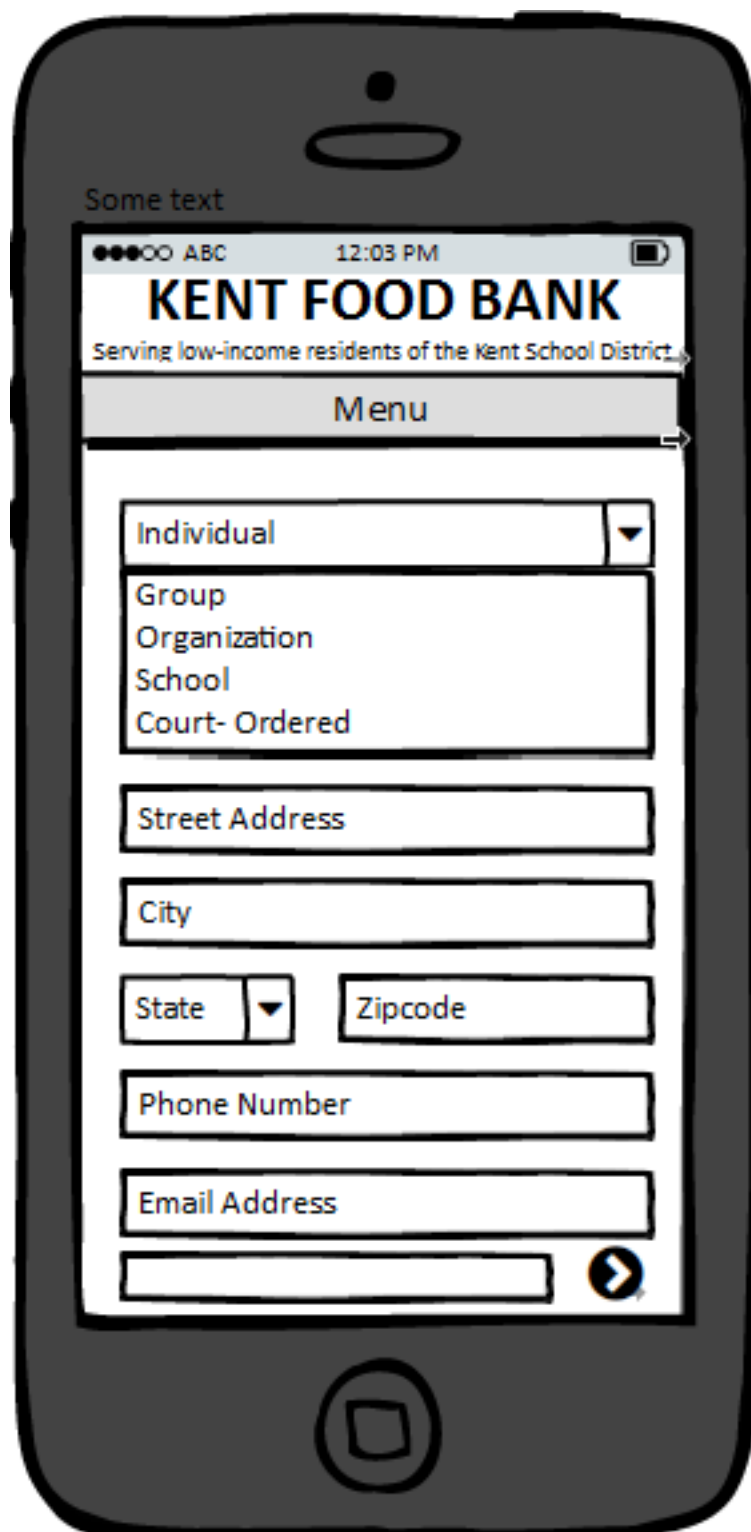 Some text
ABC 12:03 PM
KENT FOOD BANK
Serving low-income residents of the Kent School District
Menu
Individual
Group
Organization
School
Court- Ordered
Street Address
City
State Zipcode
Phone Number
Email Address